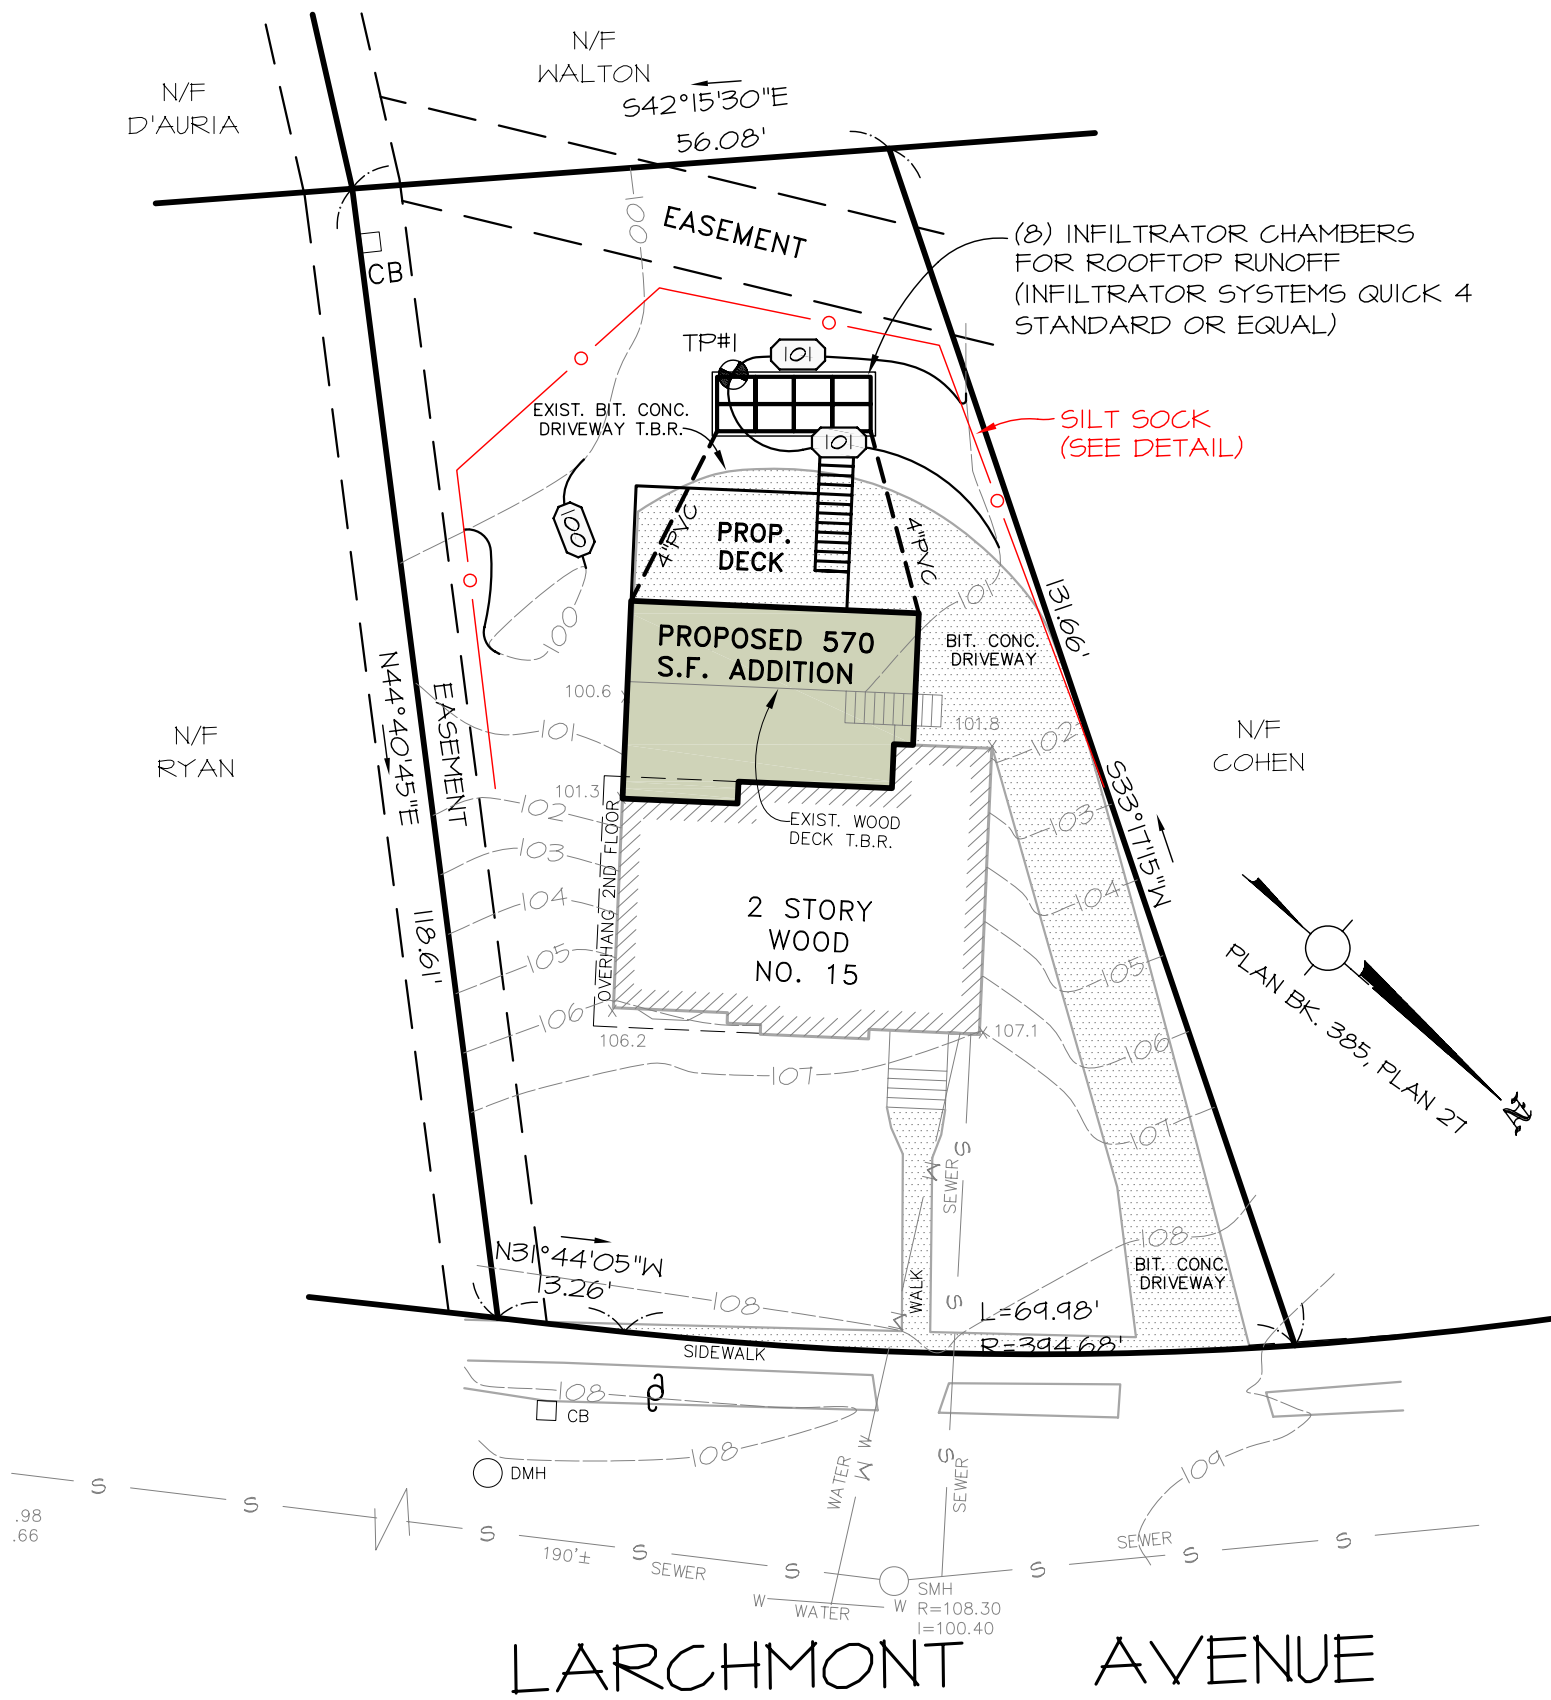 N/F
WALTON
N/F
D'AURIA
S42°15'30"E
56.08'
100
EASEMENT
(8) INFILTRATOR CHAMBERS
FOR ROOFTOP RUNOFF
(INFILTRATOR SYSTEMS QUICK 4
STANDARD OR EQUAL)
CB
TP#1
101
EXIST. BIT. CONC.
DRIVEWAY T.B.R.
SILT SOCK
(SEE DETAIL)
101
100
4"PVC
PROP.
DECK
4"PVC
101
131.66'
100
PROPOSED 570
S.F. ADDITION
BIT. CONC.
DRIVEWAY
N44°40'45"E
EASEMENT
100.6
101
101.8
102
N/F
RYAN
N/F
COHEN
S33°17'15"W
101.3
102
EXIST. WOOD
DECK T.B.R.
103
103
OVERHANG 2ND FLOOR
104
104
2 STORY
WOOD
NO. 15
118.61'
105
105
PLAN BK. 385, PLAN 27
N
106
106.2
107.1
106
107
107
S
W
SEWER
N31°44'05"W
13.26'
108
BIT. CONC.
DRIVEWAY
108
WALK
S
W
L=69.98'
R=394.68'
SIDEWALK
108
CB
108
DMH
WATER
W
W
S
SEWER
109
S
S
.98
.66
S
190'±
S
SEWER
S
S
SEWER
S
S
SMH
R=108.30
I=100.40
W
WATER
W
LARCHMONT AVENUE